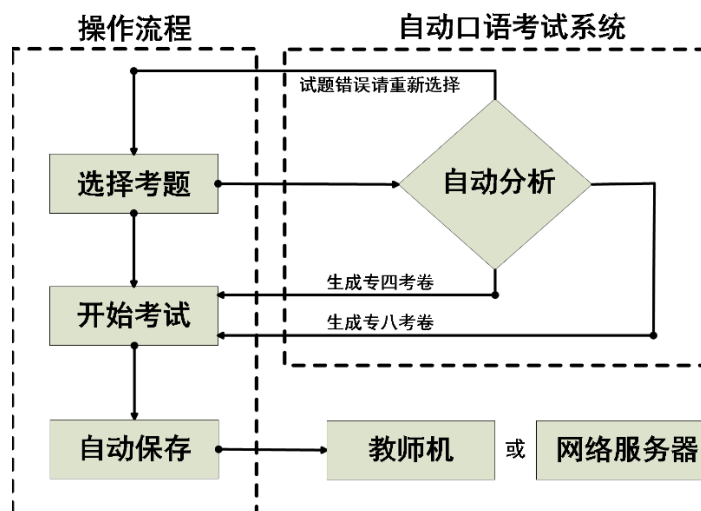 操作流程
自动口语考试系统
试题错误请重新选择
选择考题
自动分析
生成专四考卷
开始考试
生成专八考卷
自动保存
教师机
或
网络服务器